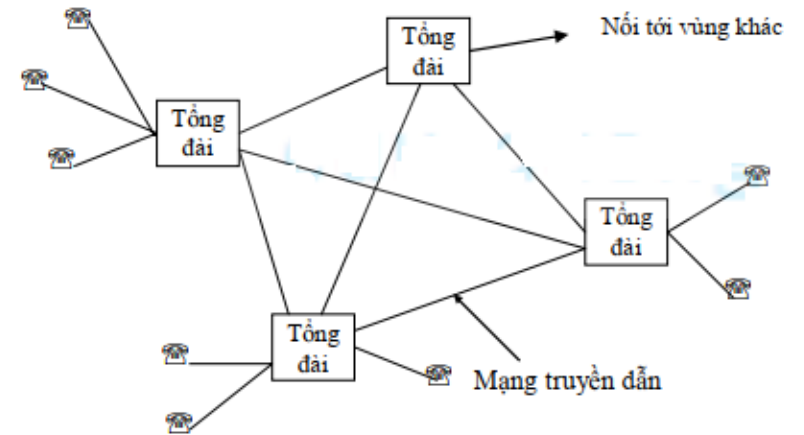 Tổng
đài
Nối tới vùng khác
Tổng
đài
Tổng
đài
Tổng
đài
Mạng truyền dẫn